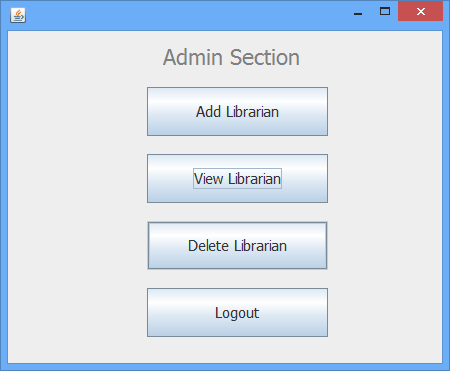 Admin Section
Add Librarian
View Librarian
Delete Librarian
Logout